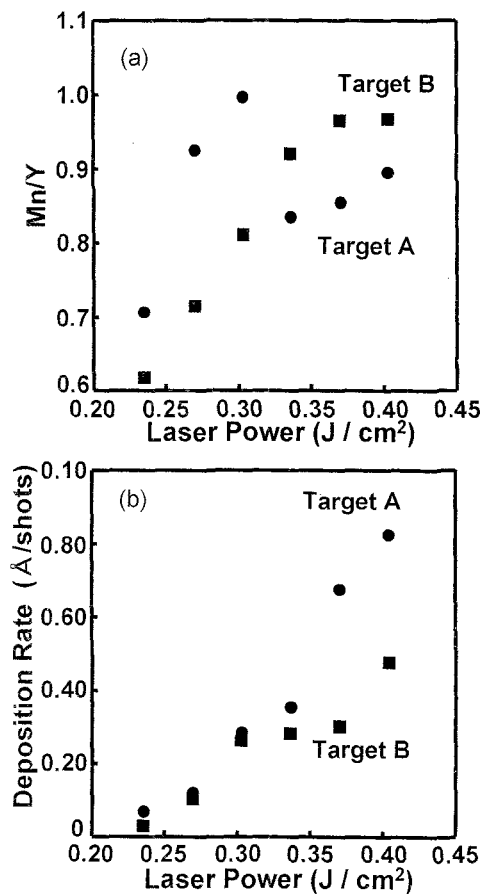 (a)
1.1
1.0
0.9
0.8
0.7
0.6
Mn/Y
Target B
Target A
0.20 0.25 0.30 0.35 0.40 0.45
Laser Power (J / cm²)
(b)
0.10
0.80
0.60
0.40
0.20
0
Deposition Rate (Å/shots)
Target A
Target B
0.20 0.25 0.30 0.35 0.40 0.45
Laser Power (J / cm²)